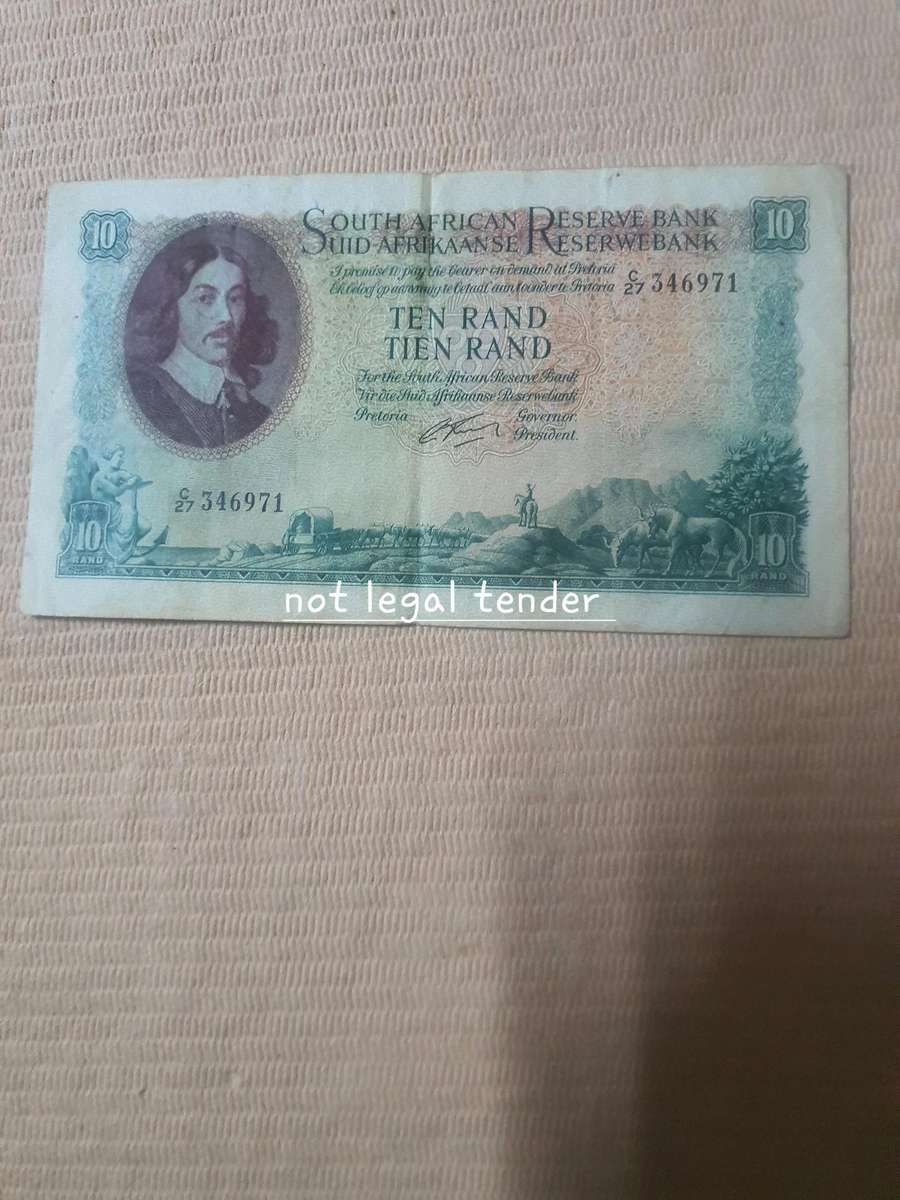 10
SOUTH AFRICAN RESERVE BANK
SUID-AFRIKAANSE RESERWEBANK
10
I promise to pay the bearer on demand at Pretoria
Ek beloof op aanvraag te betaal aan toonder te Pretoria
C/27 346971
TEN RAND
TIEN RAND
For the South African Reserve Bank
Vir die Suid-Afrikaanse Reserwebank
Pretoria
Governor.
President.
C/27 346971
10
RAND
10
RAND
not legal tender